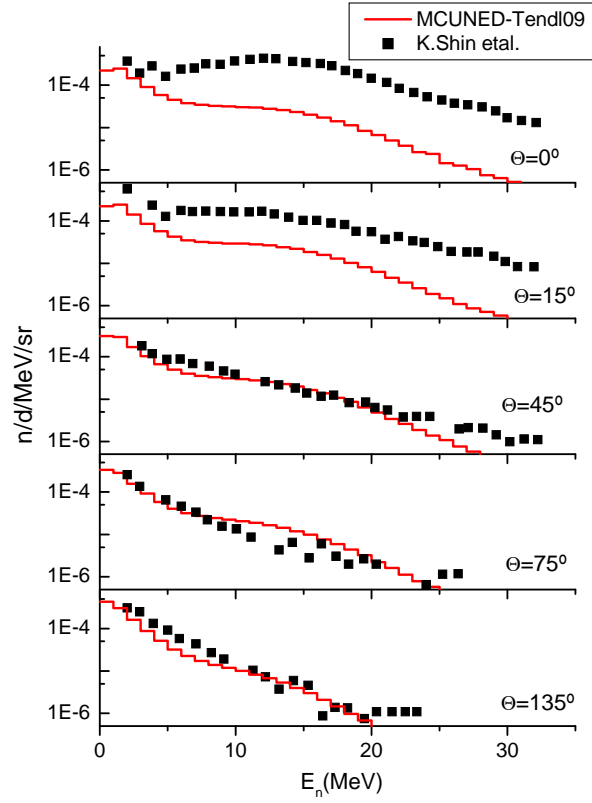 MCUNED-Tendl09
K.Shin etal.
1E-4
1E-6
Θ=0º
1E-4
1E-6
Θ=15º
1E-4
1E-6
Θ=45º
1E-4
1E-6
Θ=75º
1E-4
1E-6
Θ=135º
n/d/MeV/sr
0 10 20 30
E_n(MeV)